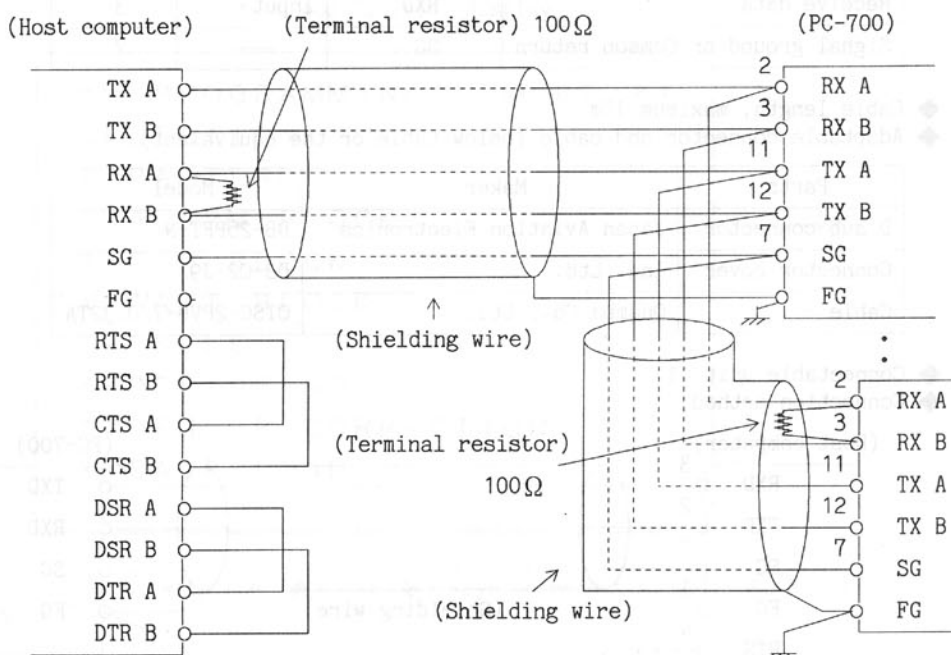 (Host computer)
(Terminal resistor) 100Ω
(PC-700)
TX A
TX B
RX A
RX B
SG
FG
RTS A
RTS B
CTS A
CTS B
DSR A
DSR B
DTR A
DTR B
2
RX A
3
RX B
11
TX A
12
TX B
7
SG
FG
(Shielding wire)
(Terminal resistor)
100Ω
2
RX A
3
RX B
11
TX A
12
TX B
7
SG
FG
(Shielding wire)